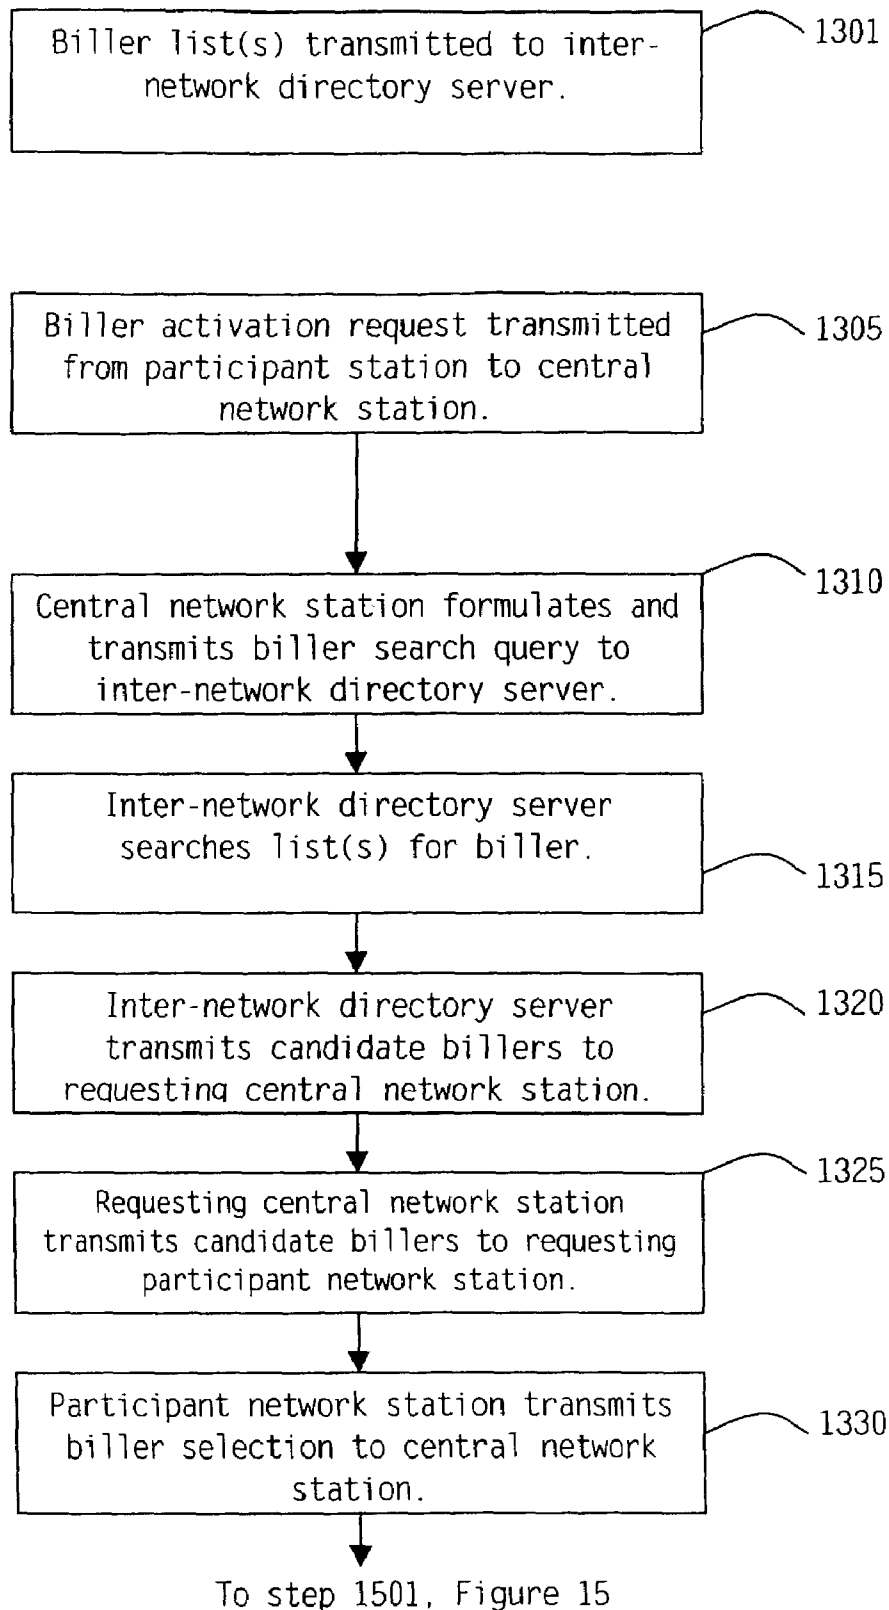 Biller list(s) transmitted to inter-
network directory server.
1301
Biller activation request transmitted
from participant station to central
network station.
1305
Central network station formulates and
transmits biller search query to
inter-network directory server.
1310
Inter-network directory server
searches list(s) for biller.
1315
Inter-network directory server
transmits candidate billers to
requesting central network station.
1320
Requesting central network station
transmits candidate billers to requesting
participant network station.
1325
Participant network station transmits
biller selection to central network
station.
1330
To step 1501, Figure 15